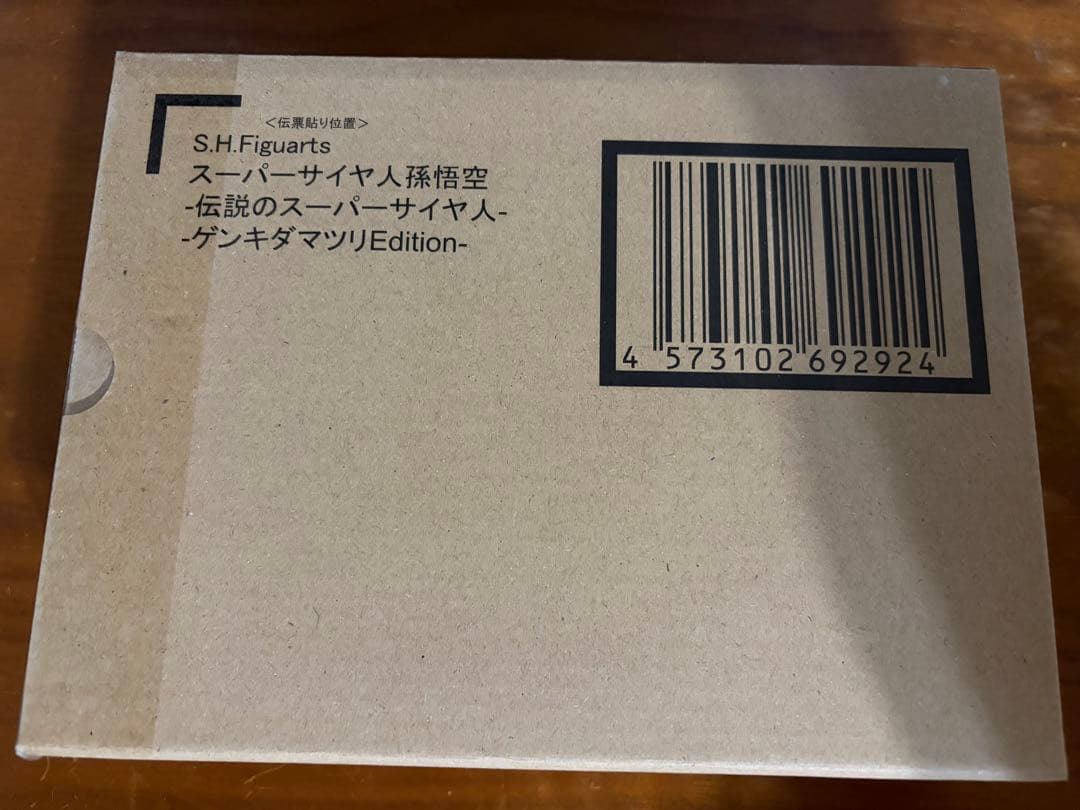 <伝票貼り位置>
S.H.Figuarts
スーパーサイヤ人孫悟空
-伝説のスーパーサイヤ人-
-ゲンキダマツリEdition-
4 573102 692924